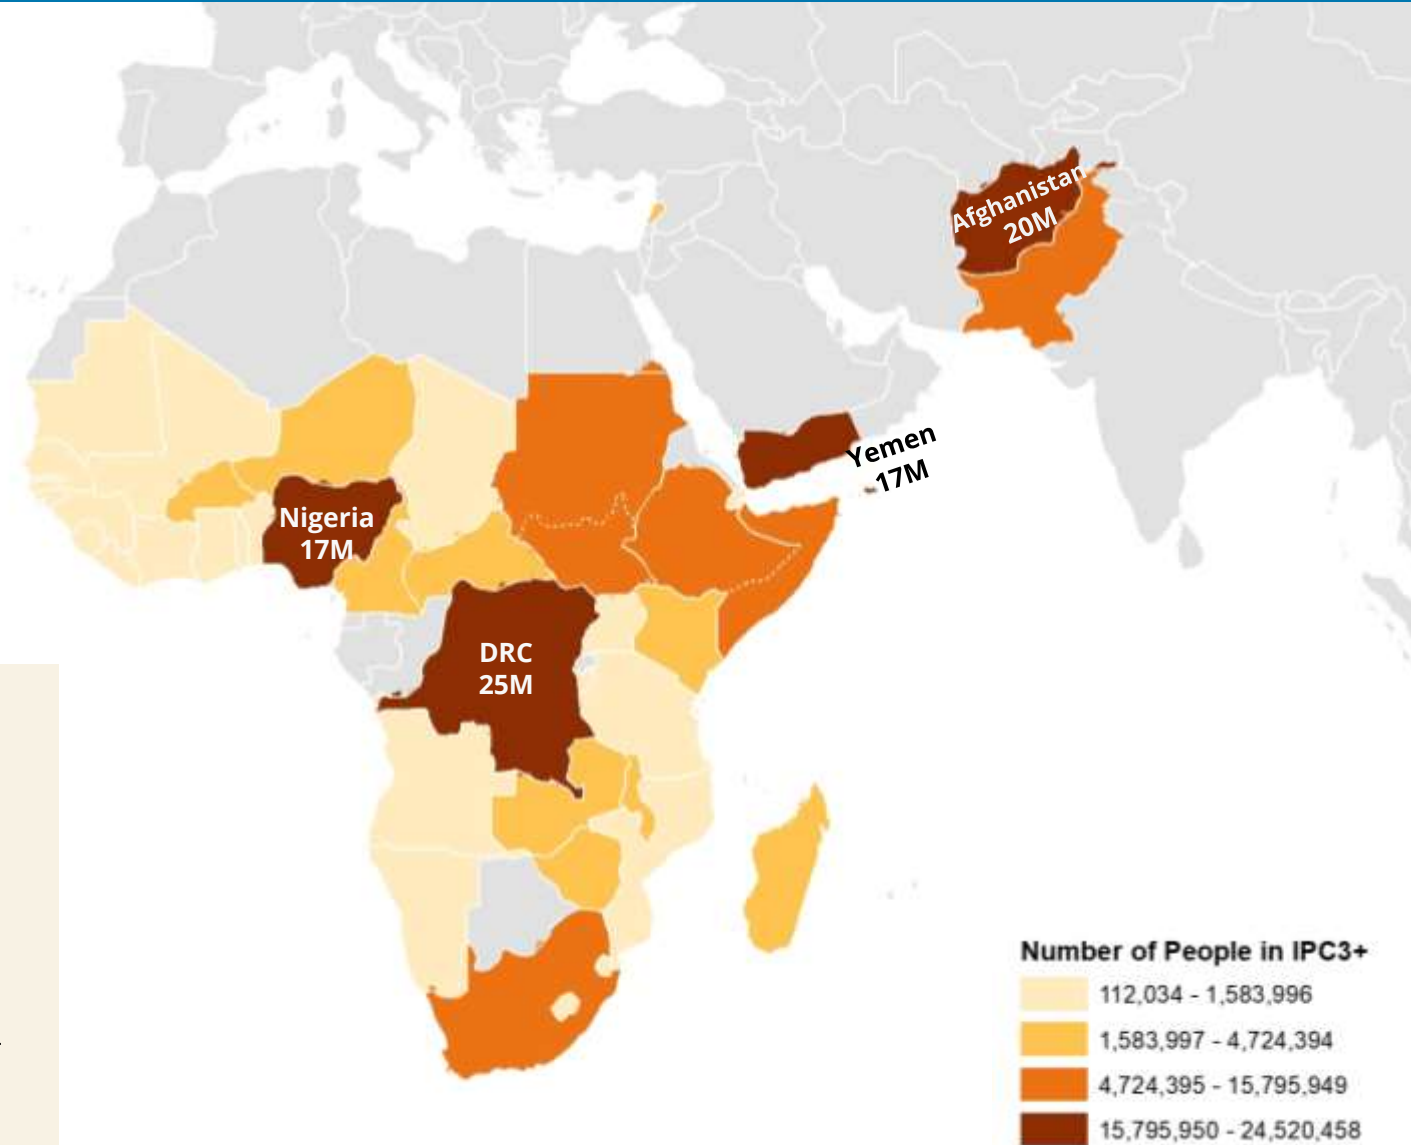 Afghanistan
20M
Yemen
17M
Nigeria
17M
DRC
25M
Number of People in IPC3+
112,034 - 1,583,996
1,583,997 - 4,724,394
4,724,395 - 15,795,949
15,795,950 - 24,520,458